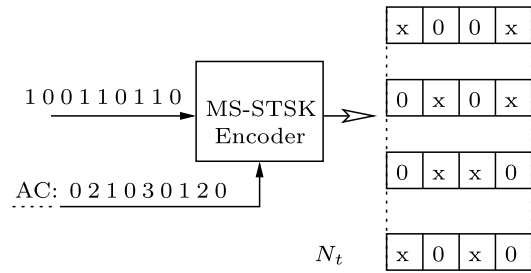 x 0 0 x
1 0 0 1 1 0 1 1 0
MS-STSK
Encoder
0 x 0 x
AC: 0 2 1 0 3 0 1 2 0
0 x x 0
N_t
x 0 x 0